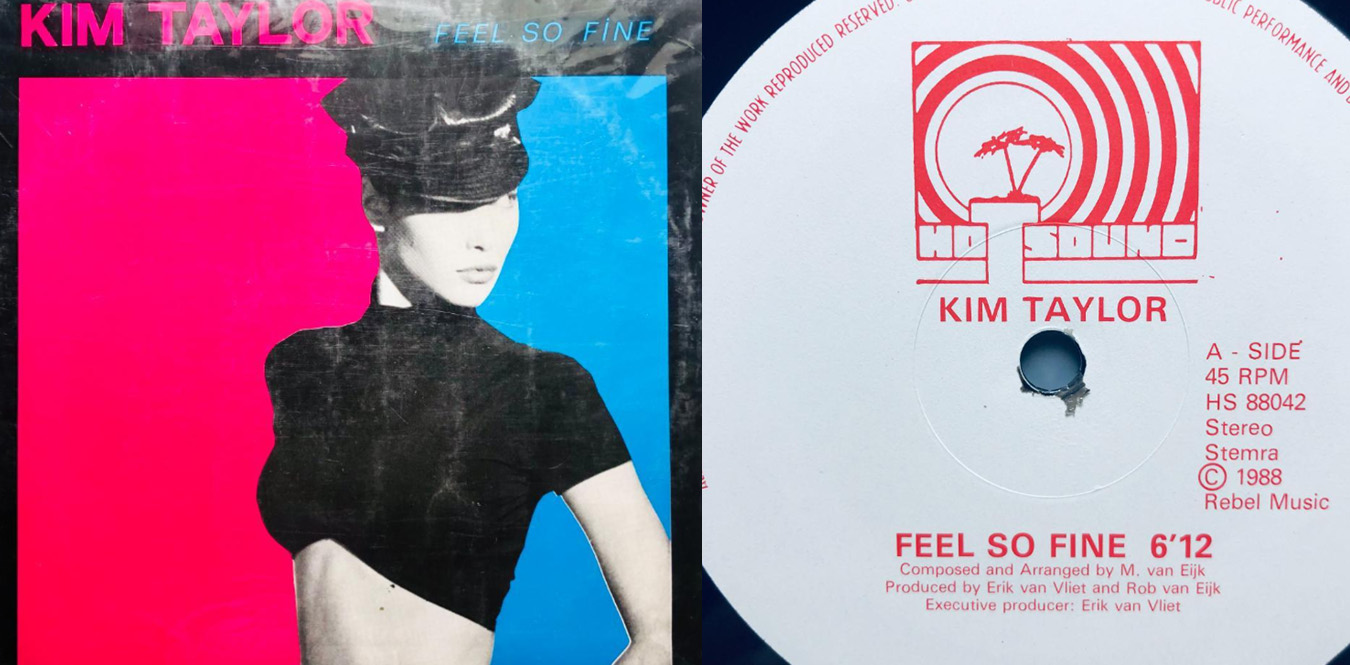 KIM TAYLOR
FEEL SO FINE
OWNER OF THE WORK REPRODUCED RESERVED.
PUBLIC PERFORMANCE AND
HOT SOUND
KIM TAYLOR
A - SIDE
45 RPM
HS 88042
Stereo
Stemra
© 1988
Rebel Music
FEEL SO FINE 6'12
Composed and Arranged by M. van Eijk
Produced by Erik van Vliet and Rob van Eijk
Executive producer: Erik van Vliet